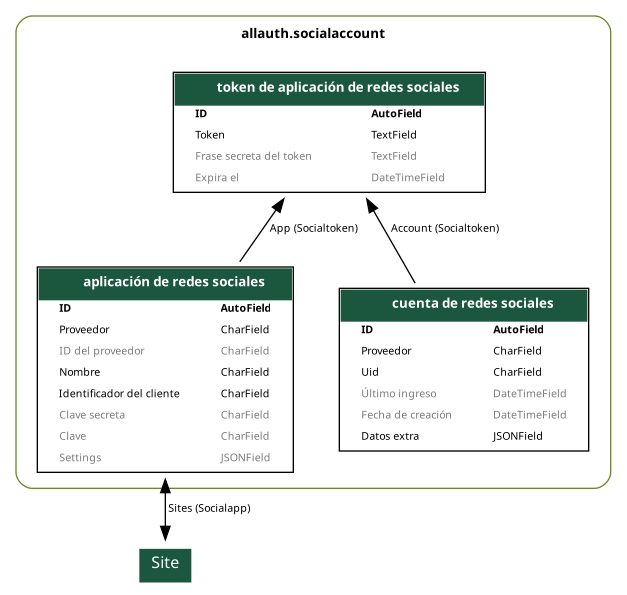 allauth.socialaccount
token de aplicación de redes sociales
ID AutoField
Token TextField
Frase secreta del token TextField
Expira el DateTimeField
App (Socialtoken)
Account (Socialtoken)
aplicación de redes sociales
ID AutoField
Proveedor CharField
ID del proveedor CharField
Nombre CharField
Identificador del cliente CharField
Clave secreta CharField
Clave CharField
Settings JSONField
cuenta de redes sociales
ID AutoField
Proveedor CharField
Uid CharField
Último ingreso DateTimeField
Fecha de creación DateTimeField
Datos extra JSONField
Sites (Socialapp)
Site